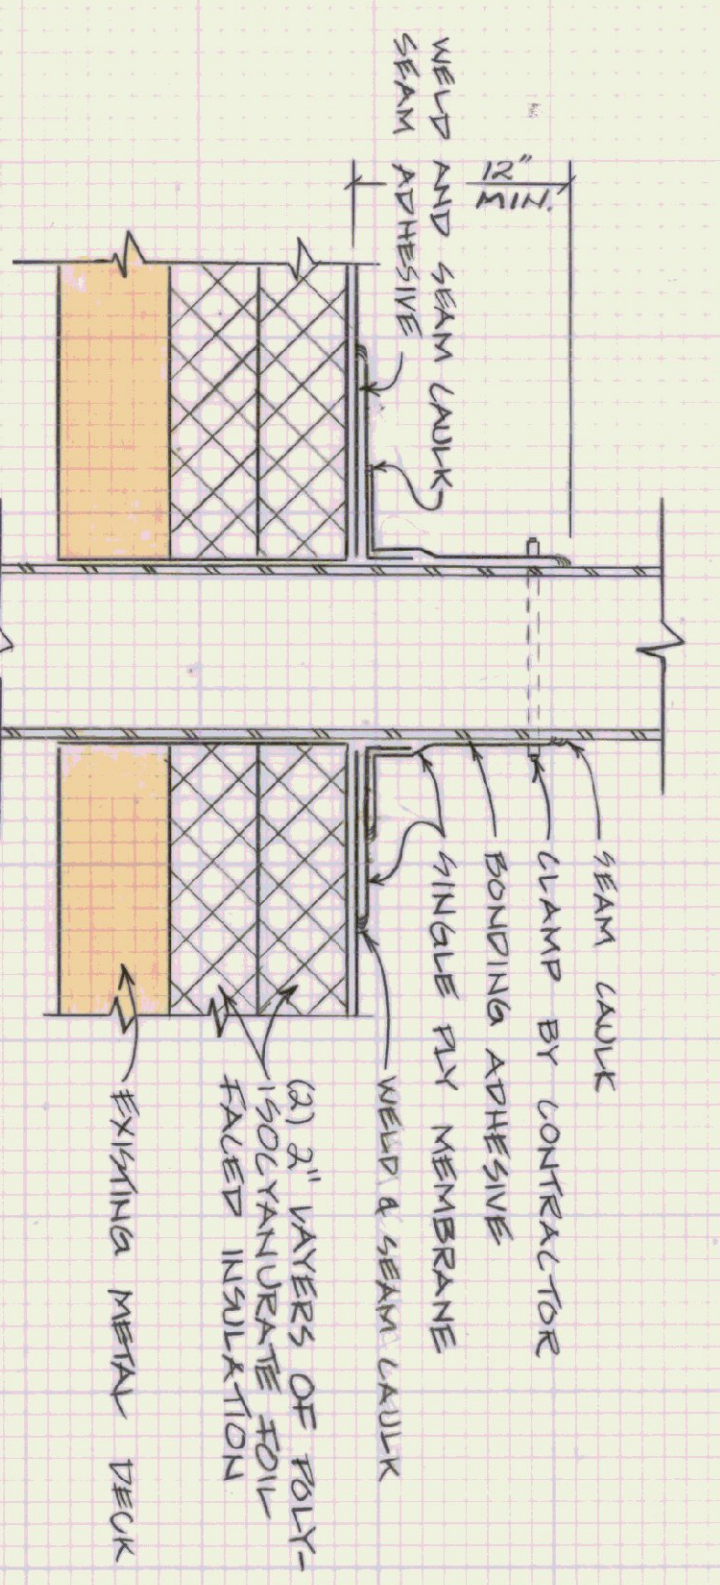 WELD AND SEAM CAULK
SEAM ADHESIVE
12"
MIN.
SEAM CAULK
CLAMP BY CONTRACTOR
BONDING ADHESIVE
SINGLE PLY MEMBRANE
WELD & SEAM CAULK
(2) 2" LAYERS OF POLY-
ISOCYANURATE FOIL
FACED INSULATION
EXISTING METAL DECK